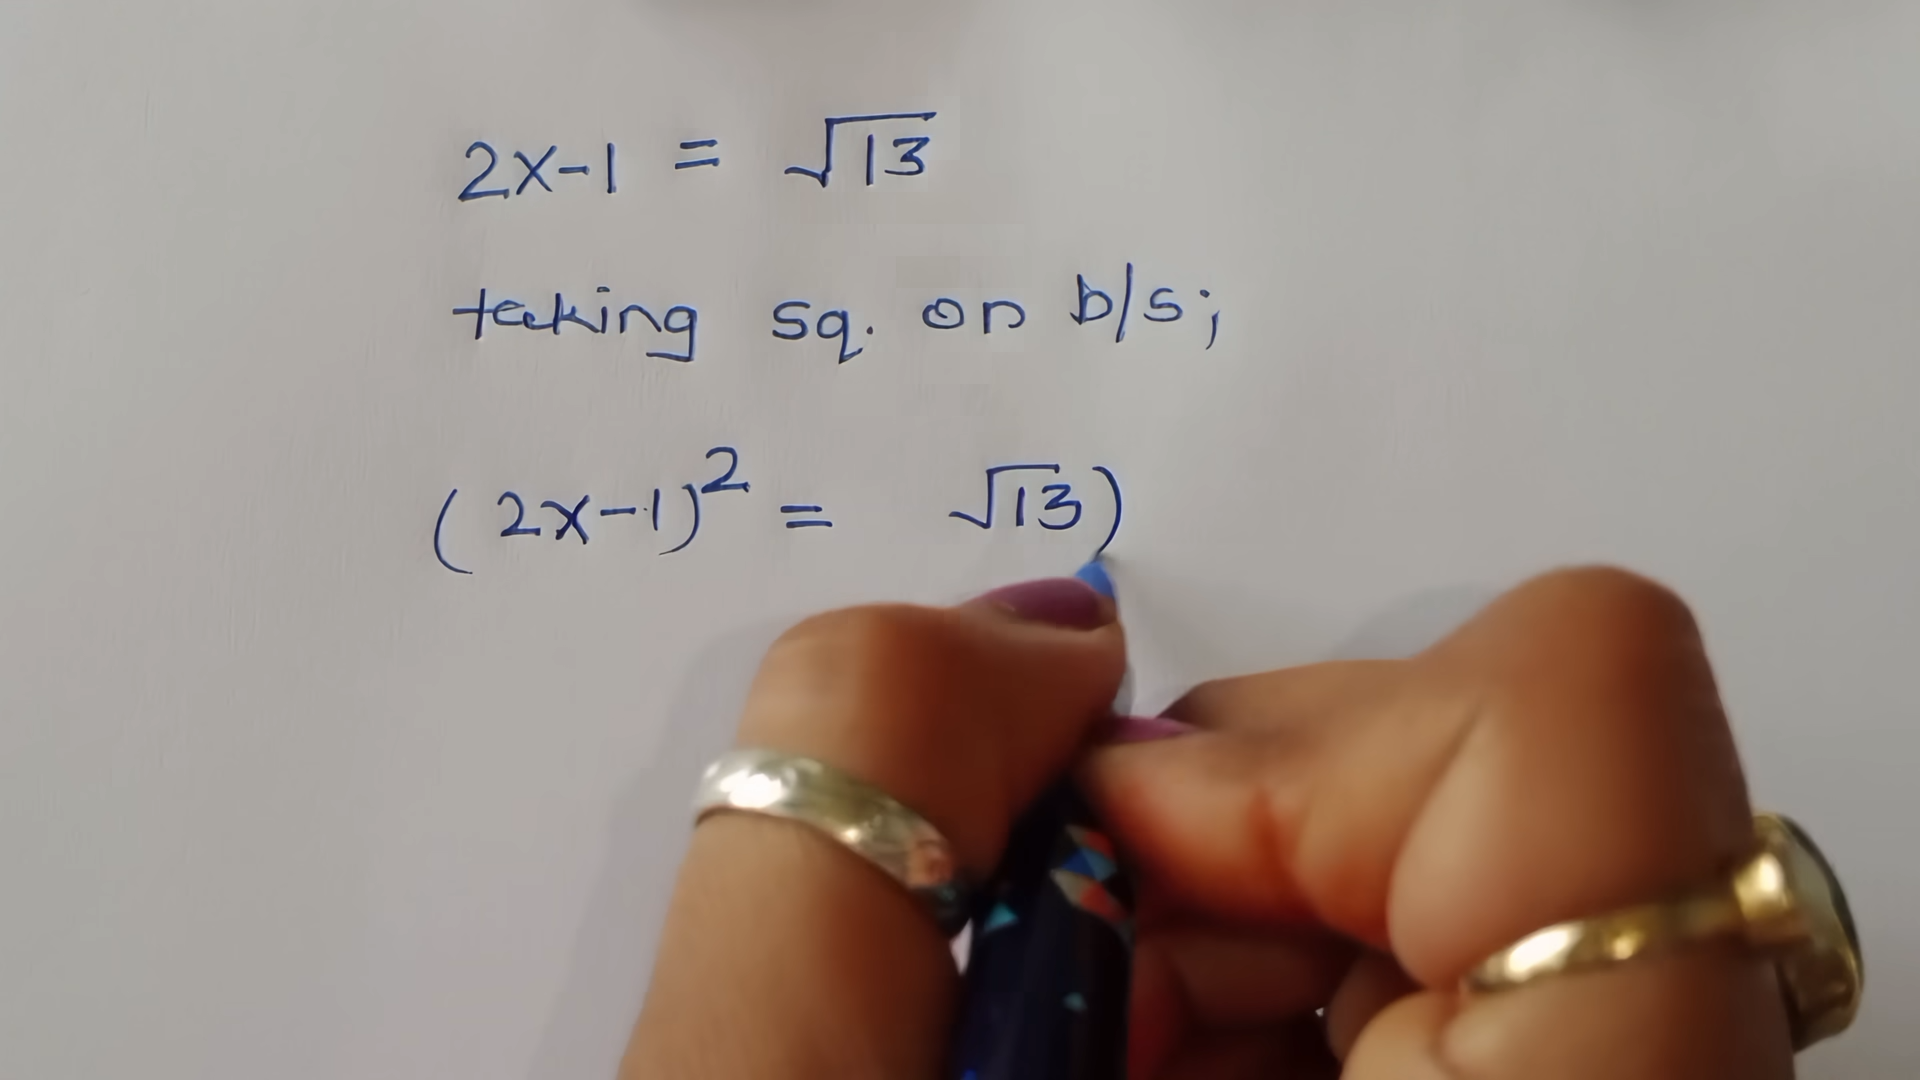 2x-1 = √13
taking sq. on b/s;
(2x-1)² = √13)